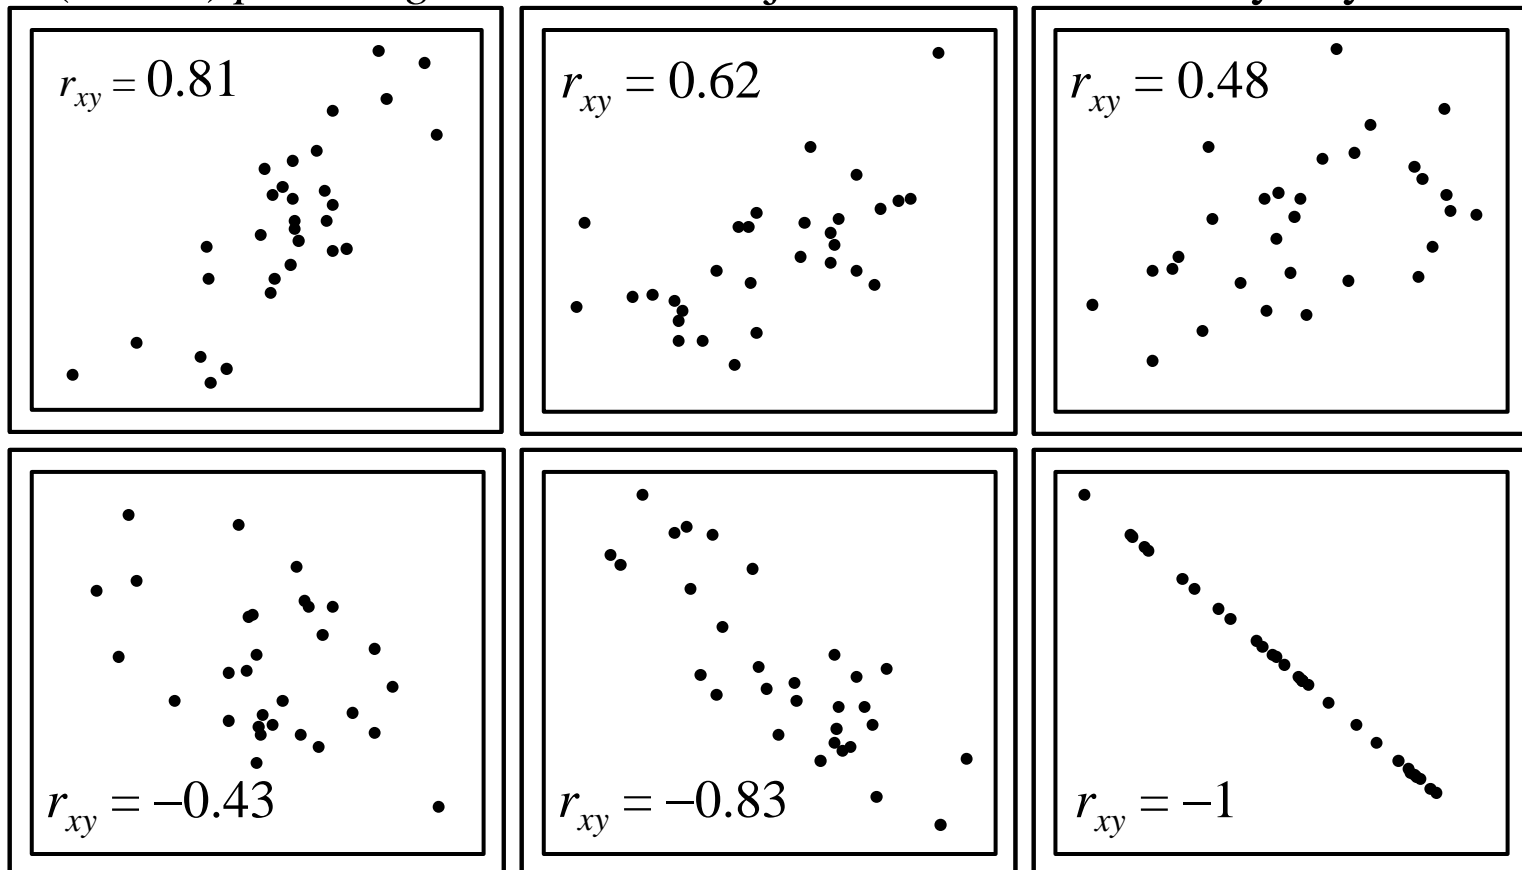 r_xy = 0.81
r_xy = 0.62
r_xy = 0.48
r_xy = −0.43
r_xy = −0.83
r_xy = −1